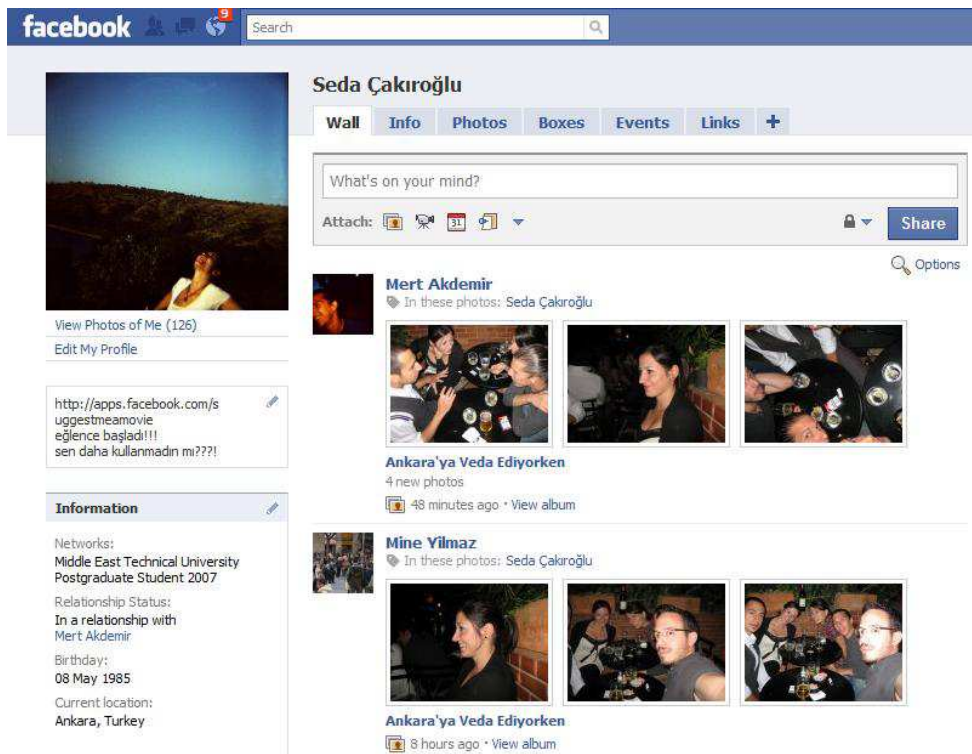 facebook
9
Search
Seda Çakıroğlu
Wall Info Photos Boxes Events Links +
What's on your mind?
Attach: 31
Share
Options
View Photos of Me (126)
Edit My Profile
http://apps.facebook.com/s
uggestmeamovie
eğlence başladı!!!
sen daha kullanmadın mı???!
Information
Networks:
Middle East Technical University
Postgraduate Student 2007
Relationship Status:
In a relationship with
Mert Akdemir
Birthday:
08 May 1985
Current location:
Ankara, Turkey
Mert Akdemir
In these photos: Seda Çakıroğlu
Ankara'ya Veda Ediyorken
4 new photos
48 minutes ago · View album
Mine Yilmaz
In these photos: Seda Çakıroğlu
Ankara'ya Veda Ediyorken
8 hours ago · View album